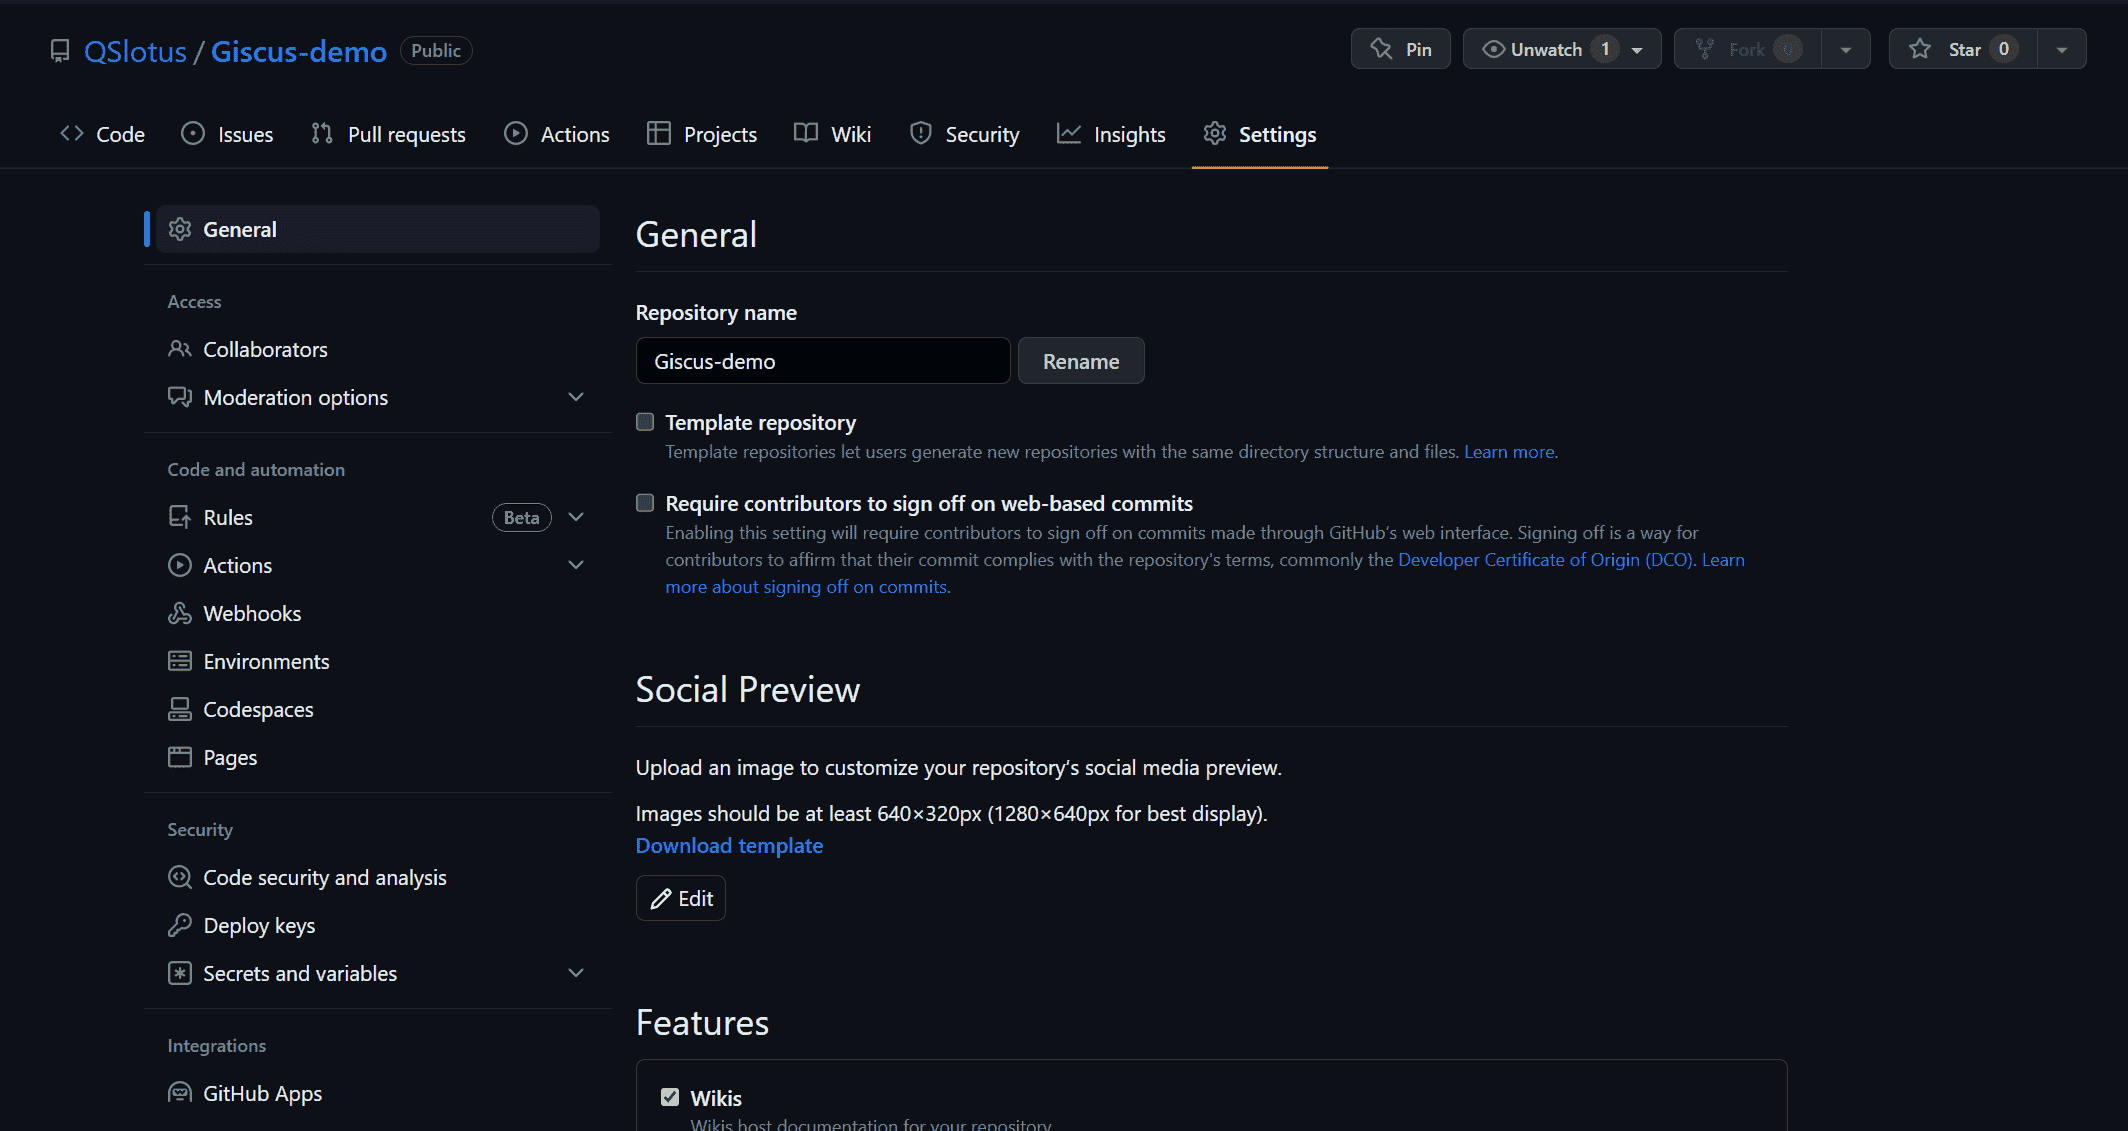 QSlotus / Giscus-demo Public
Pin
Unwatch 1
Fork 0
Star 0
Code
Issues
Pull requests
Actions
Projects
Wiki
Security
Insights
Settings
General
Access
Collaborators
Moderation options
Code and automation
Rules Beta
Actions
Webhooks
Environments
Codespaces
Pages
Security
Code security and analysis
Deploy keys
Secrets and variables
Integrations
GitHub Apps
General
Repository name
Giscus-demo Rename
Template repository
Template repositories let users generate new repositories with the same directory structure and files. Learn more.
Require contributors to sign off on web-based commits
Enabling this setting will require contributors to sign off on commits made through GitHub’s web interface. Signing off is a way for
contributors to affirm that their commit complies with the repository's terms, commonly the Developer Certificate of Origin (DCO). Learn
more about signing off on commits.
Social Preview
Upload an image to customize your repository’s social media preview.
Images should be at least 640×320px (1280×640px for best display).
Download template
Edit
Features
Wikis
Wikis host documentation for your repository.